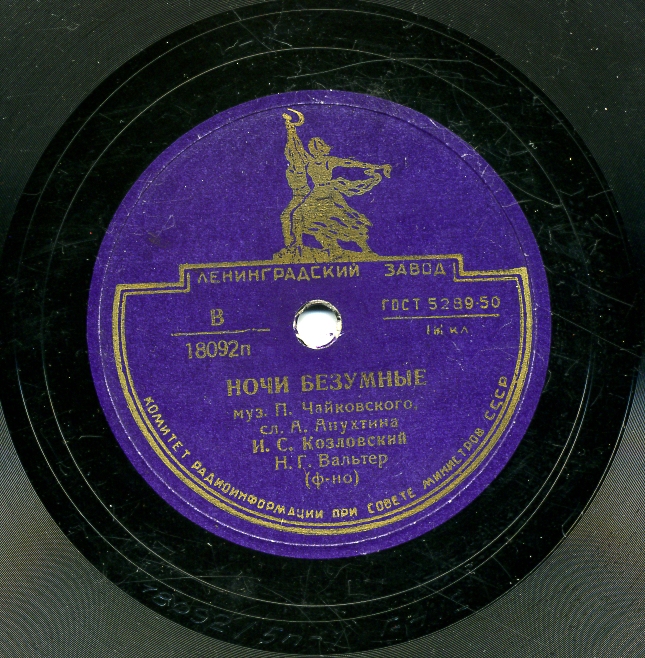 ЛЕНИНГРАДСКИЙ ЗАВОД
В
18092п
ГОСТ 5289-50
I й кл
НОЧИ БЕЗУМНЫЕ
муз. П. Чайковского,
сл. А. Апухтина
И. С. Козловский
Н. Г. Вальтер
(ф-но)
КОМИТЕТ РАДИОИНФОРМАЦИИ ПРИ СОВЕТЕ МИНИСТРОВ СССР